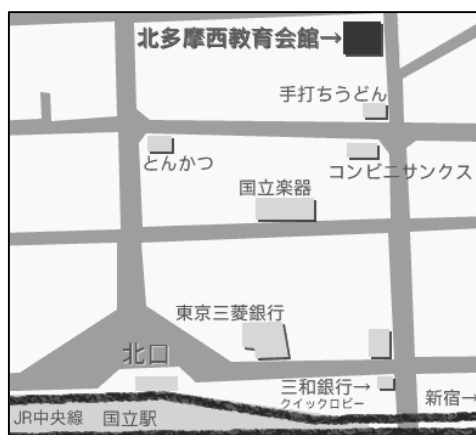 北多摩西教育会館→
手打ちうどん
とんかつ
コンビニサンクス
国立楽器
東京三菱銀行
北口
三和銀行→
クイックロビー
新宿→
JR中央線 国立駅